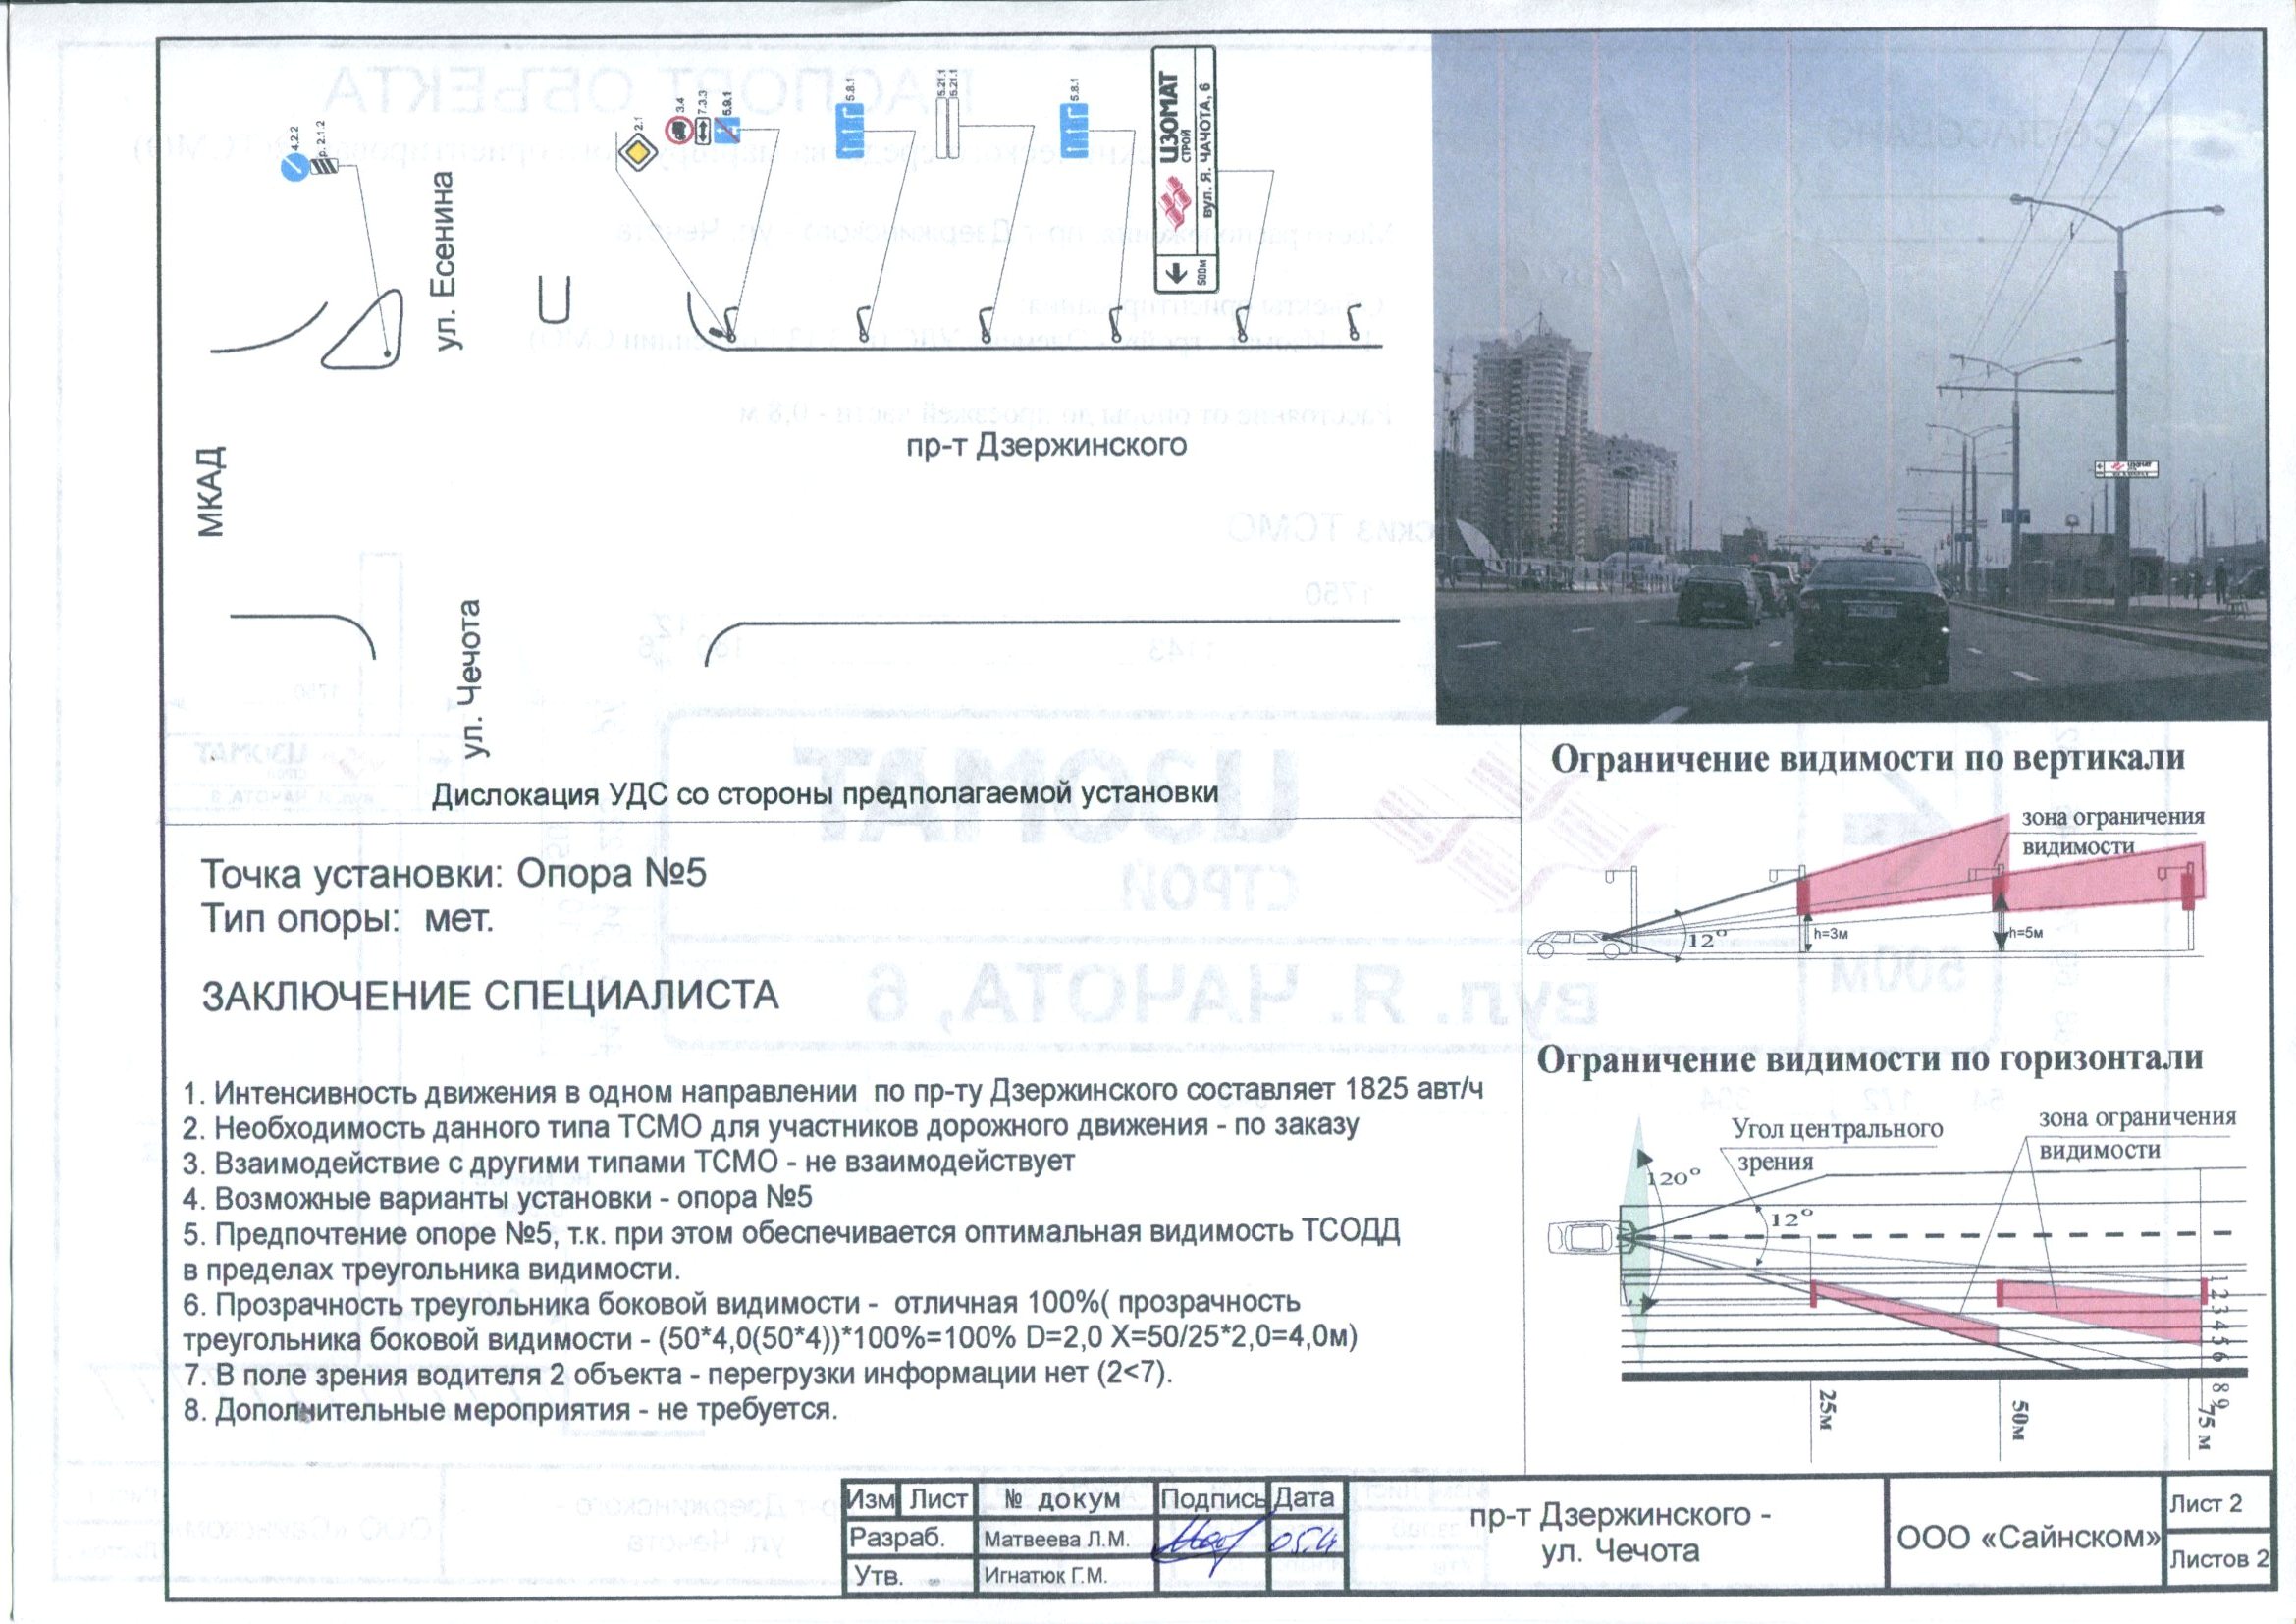 4.2.2
р. 2.1.2
2.1
3.4
7.3.3
5.9.1
5.8.1
5.21.1
5.21.1
5.8.1
ЦЗОМАТ
СТРОЙ
500м
вул. Я. ЧАЧОТА, 6
ул. Есенина
МКАД
пр-т Дзержинского
ул. Чечота
Дислокация УДС со стороны предполагаемой установки
Точка установки: Опора №5
Тип опоры: мет.
ЗАКЛЮЧЕНИЕ СПЕЦИАЛИСТА
1. Интенсивность движения в одном направлении по пр-ту Дзержинского составляет 1825 авт/ч
2. Необходимость данного типа ТСМО для участников дорожного движения - по заказу
3. Взаимодействие с другими типами ТСМО - не взаимодействует
4. Возможные варианты установки - опора №5
5. Предпочтение опоре №5, т.к. при этом обеспечивается оптимальная видимость ТСОДД
в пределах треугольника видимости.
6. Прозрачность треугольника боковой видимости - отличная 100%( прозрачность
треугольника боковой видимости - (50*4,0(50*4))*100%=100% D=2,0 X=50/25*2,0=4,0м)
7. В поле зрения водителя 2 объекта - перегрузки информации нет (2<7).
8. Дополнительные мероприятия - не требуется.
Ограничение видимости по вертикали
зона ограничения
видимости
12°
h=3м
h=5м
Ограничение видимости по горизонтали
Угол центрального
зрения
зона ограничения
видимости
120°
12°
1 2 3 4 5 6 8 9
25м
50м
75 м
Изм Лист № докум Подпись Дата
Разраб. Матвеева Л.М.
Утв. Игнатюк Г.М.
пр-т Дзержинского -
ул. Чечота
ООО «Сайнском»
Лист 2
Листов 2